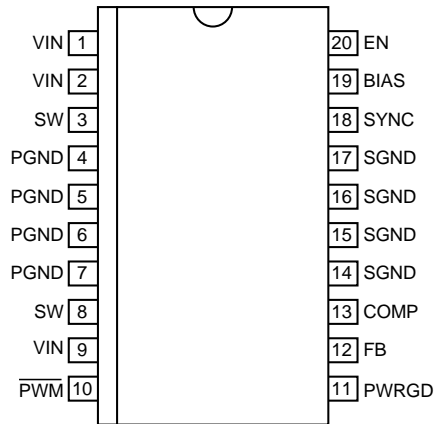 VIN 1 20 EN
VIN 2 19 BIAS
SW 3 18 SYNC
PGND 4 17 SGND
PGND 5 16 SGND
PGND 6 15 SGND
PGND 7 14 SGND
SW 8 13 COMP
VIN 9 12 FB
P̅W̅M̅ 10 11 PWRGD